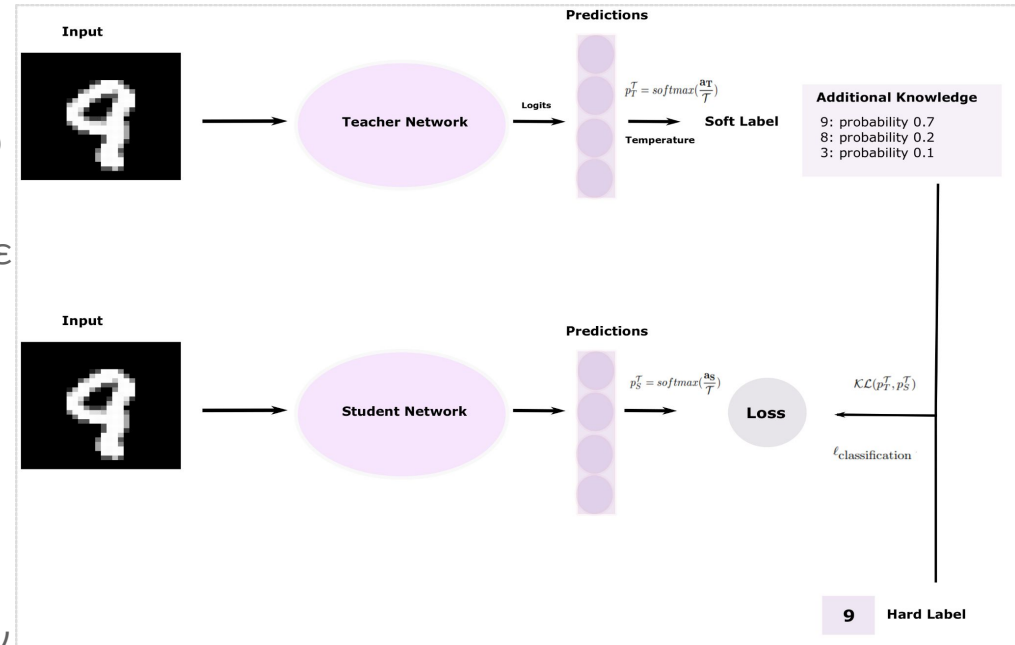 Predictions
Input
Teacher Network
Logits
p_T^𝒯 = softmax(a_T/𝒯)
Temperature
Soft Label
Additional Knowledge
9: probability 0.7
8: probability 0.2
3: probability 0.1
Input
Predictions
Student Network
p_S^𝒯 = softmax(a_S/𝒯)
Loss
𝒦ℒ(p_T^𝒯, p_S^𝒯)
ℓ_classification
9 Hard Label